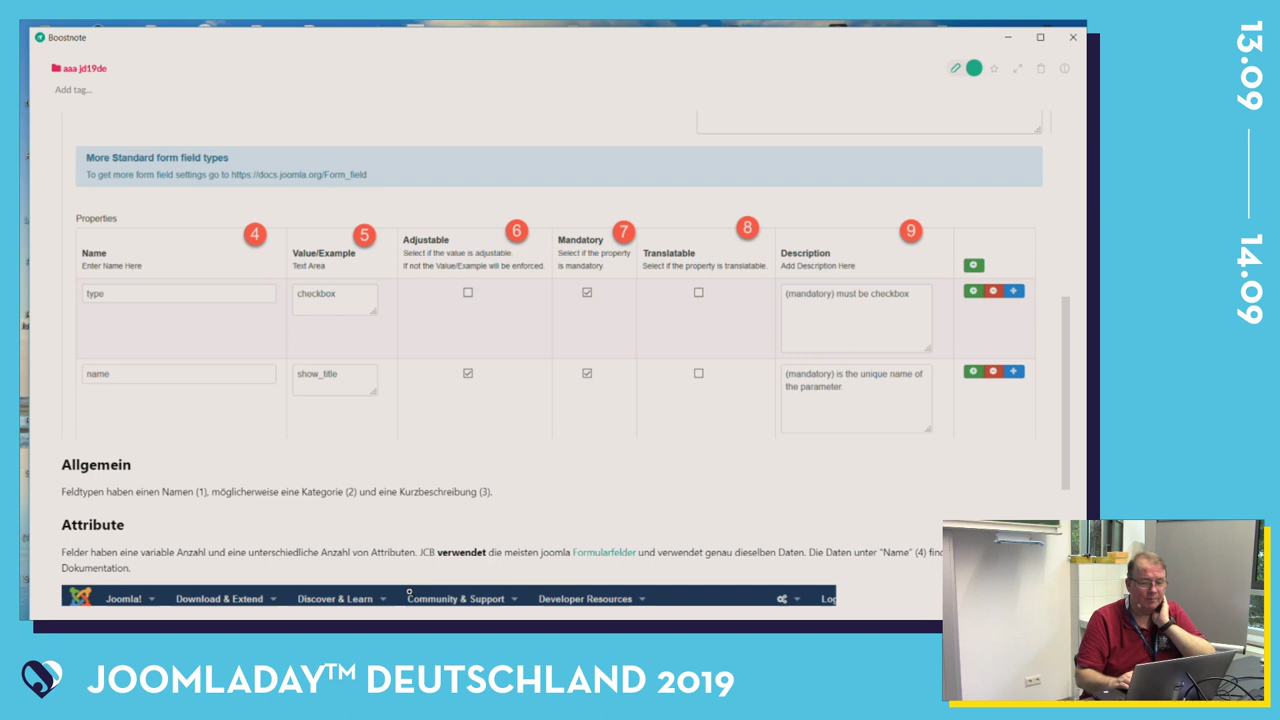 Boostnote
aaa jd19de
Add tag...
More Standard form field types
To get more form field settings go to https://docs.joomla.org/Form_field
Properties
4
5
6
7
8
9
Name
Enter Name Here
Value/Example
Text Area
Adjustable
Select if the value is adjustable.
If not the Value/Example will be enforced.
Mandatory
Select if the property
is mandatory.
Translatable
Select if the property is translatable.
Description
Add Description Here
type
checkbox
(mandatory) must be checkbox
name
show_title
(mandatory) is the unique name of
the parameter.
Allgemein
Feldtypen haben einen Namen (1), möglicherweise eine Kategorie (2) und eine Kurzbeschreibung (3).
Attribute
Felder haben eine variable Anzahl und eine unterschiedliche Anzahl von Attributen. JCB verwendet die meisten joomla Formularfelder und verwendet genau dieselben Daten. Die Daten unter "Name" (4)
Dokumentation.
Joomla! Download & Extend Discover & Learn Community & Support Developer Resources
13.09
14.09
JOOMLADAY™ DEUTSCHLAND 2019